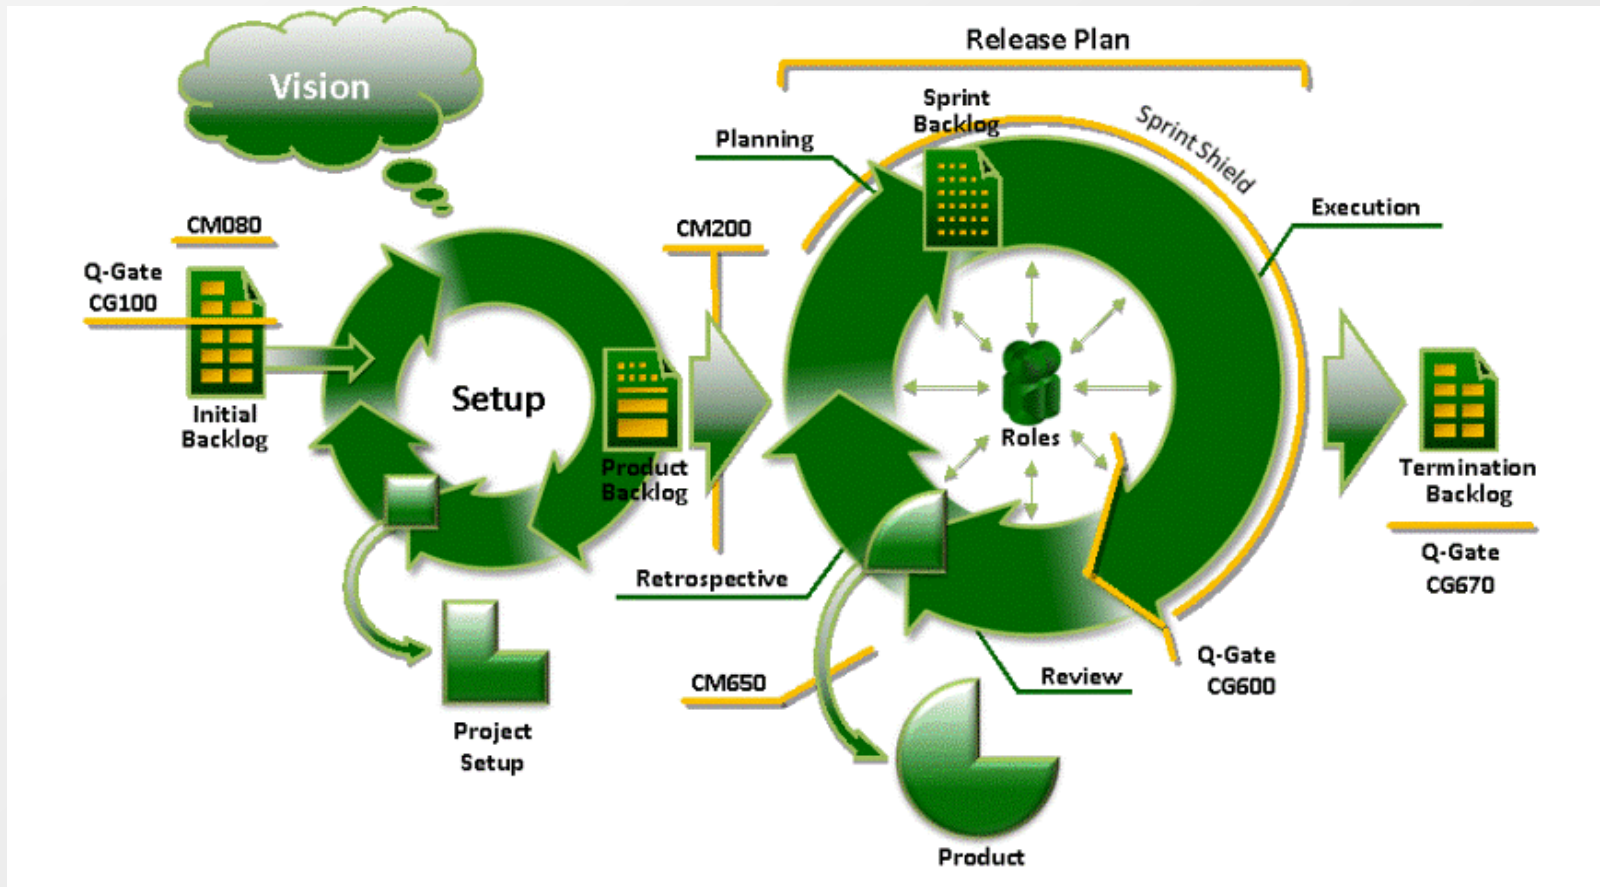 Release Plan
Vision
Sprint
Backlog
Sprint Shield
Planning
Execution
CM080
CM200
Q-Gate
CG100
Initial
Backlog
Setup
Product
Backlog
Roles
Termination
Backlog
Q-Gate
CG670
Retrospective
Review
Q-Gate
CG600
CM650
Project
Setup
Product